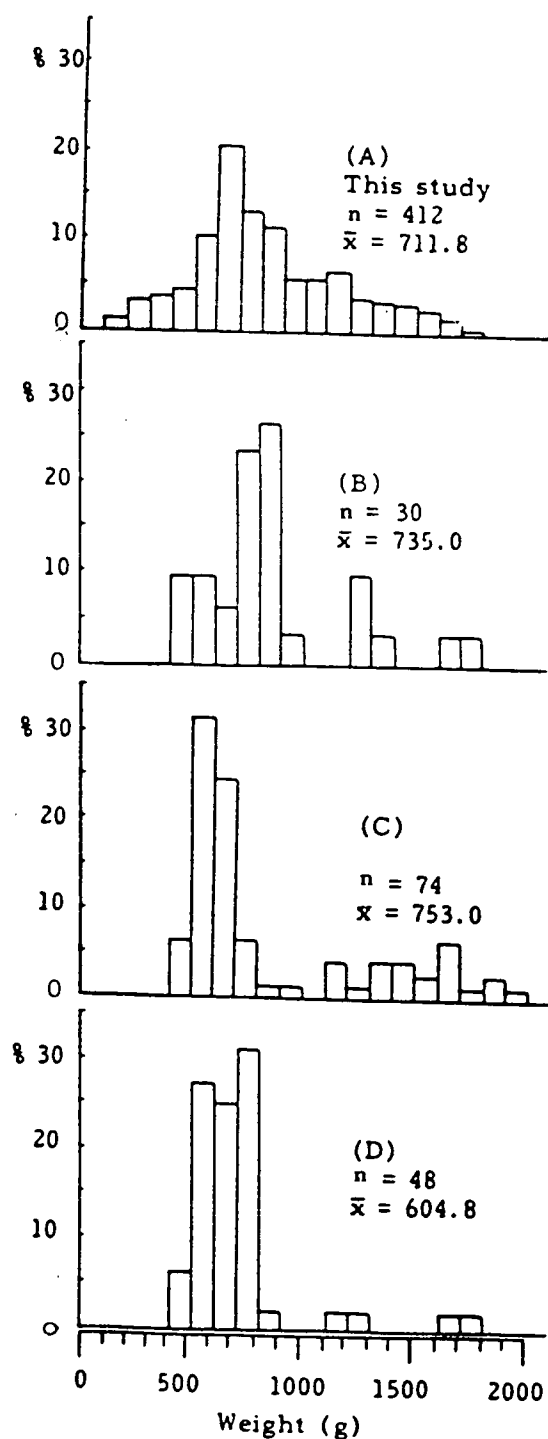 % 30
20
10
0
(A)
This study
n = 412
x̄ = 711.8
% 30
20
10
0
(B)
n = 30
x̄ = 735.0
% 30
20
10
0
(C)
n = 74
x = 753.0
% 30
20
10
0
(D)
n = 48
x̄ = 604.8
0 500 1000 1500 2000
Weight (g)